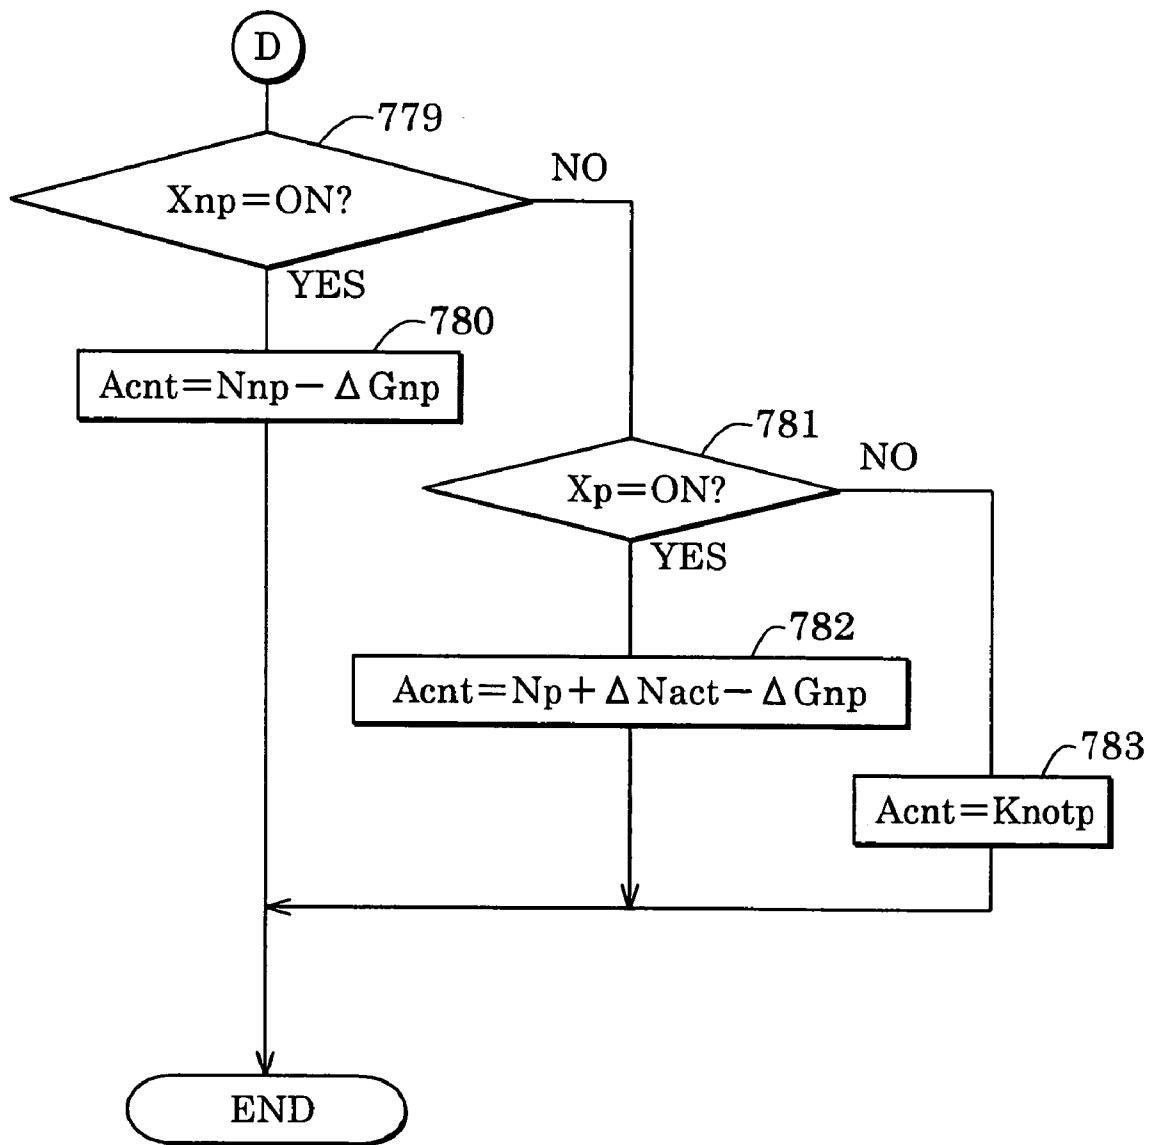 D
779
Xnp=ON?
NO
YES
780
Acnt=Nnp−ΔGnp
781
Xp=ON?
NO
YES
782
Acnt=Np+ΔNact−ΔGnp
783
Acnt=Knotp
END